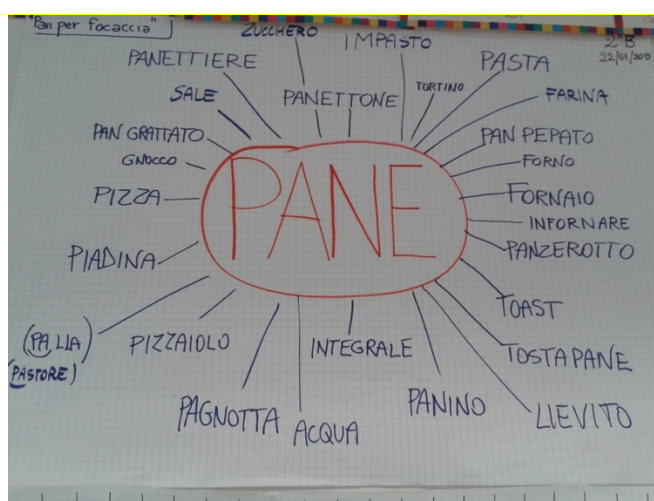 "Pan per focaccia"
2^B
22/01/2015
ZUCCHERO
IMPASTO
PANETTIERE
PASTA
SALE
PANETTONE
TORTINO
FARINA
PAN GRATTATO
PAN PEPATO
GNOCCO
FORNO
PIZZA
PANE
FORNAIO
INFORNARE
PIADINA
PANZEROTTO
TOAST
(PA,LIA)
(PASTORE)
PIZZAIOLO
INTEGRALE
TOSTAPANE
PAGNOTTA
ACQUA
PANINO
LIEVITO